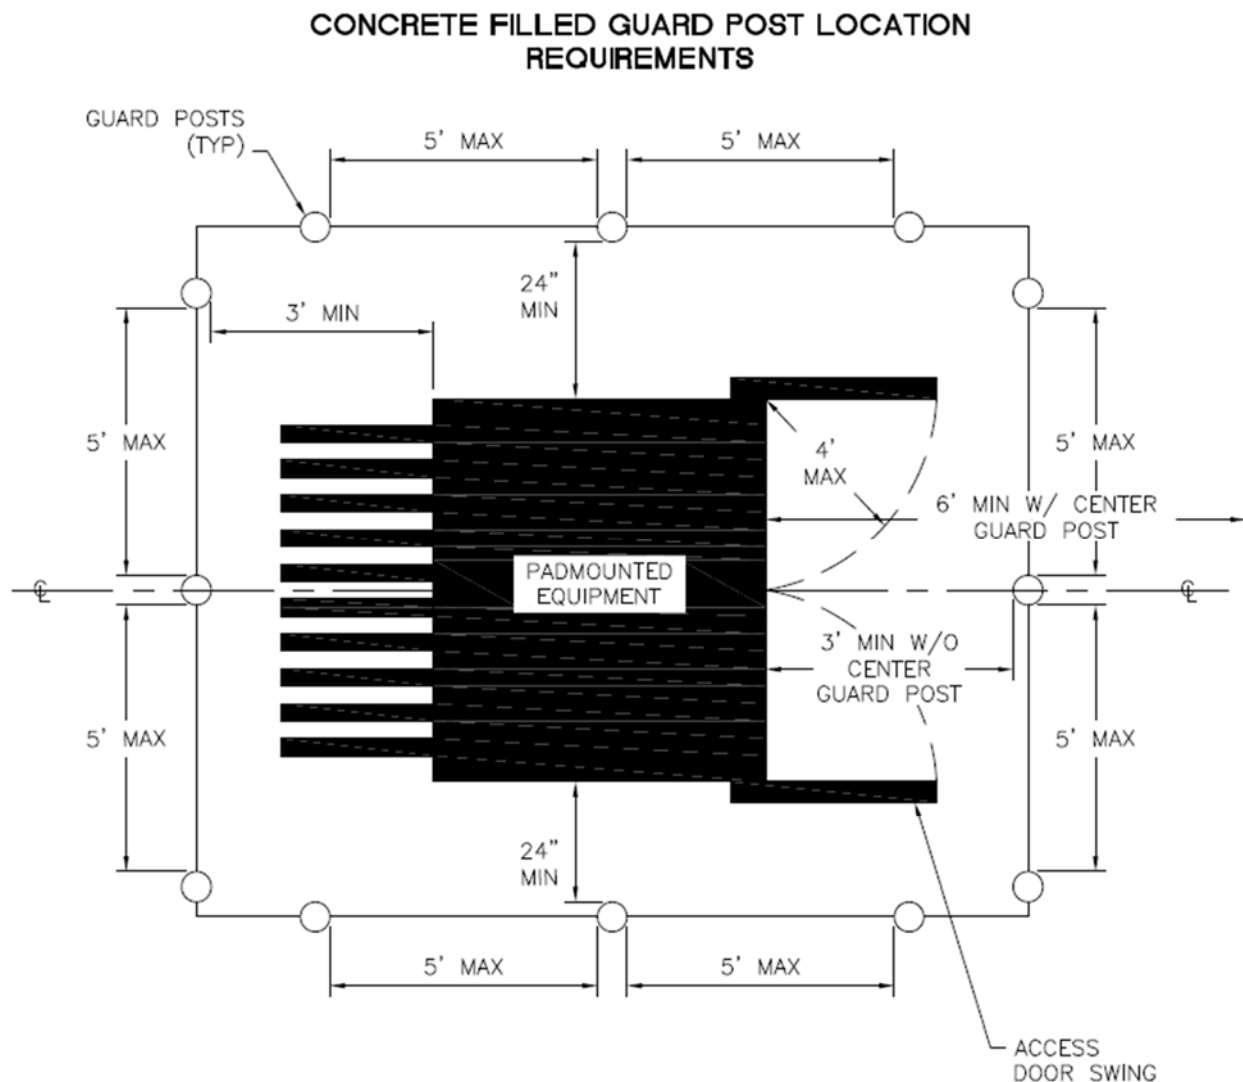 CONCRETE FILLED GUARD POST LOCATION
REQUIREMENTS
GUARD POSTS
(TYP)
5' MAX
5' MAX
24"
MIN
3' MIN
5' MAX
4'
MAX
5' MAX
6' MIN W/ CENTER
GUARD POST
PADMOUNTED
EQUIPMENT
℄
℄
3' MIN W/O
CENTER
GUARD POST
5' MAX
5' MAX
24"
MIN
5' MAX
5' MAX
ACCESS
DOOR SWING